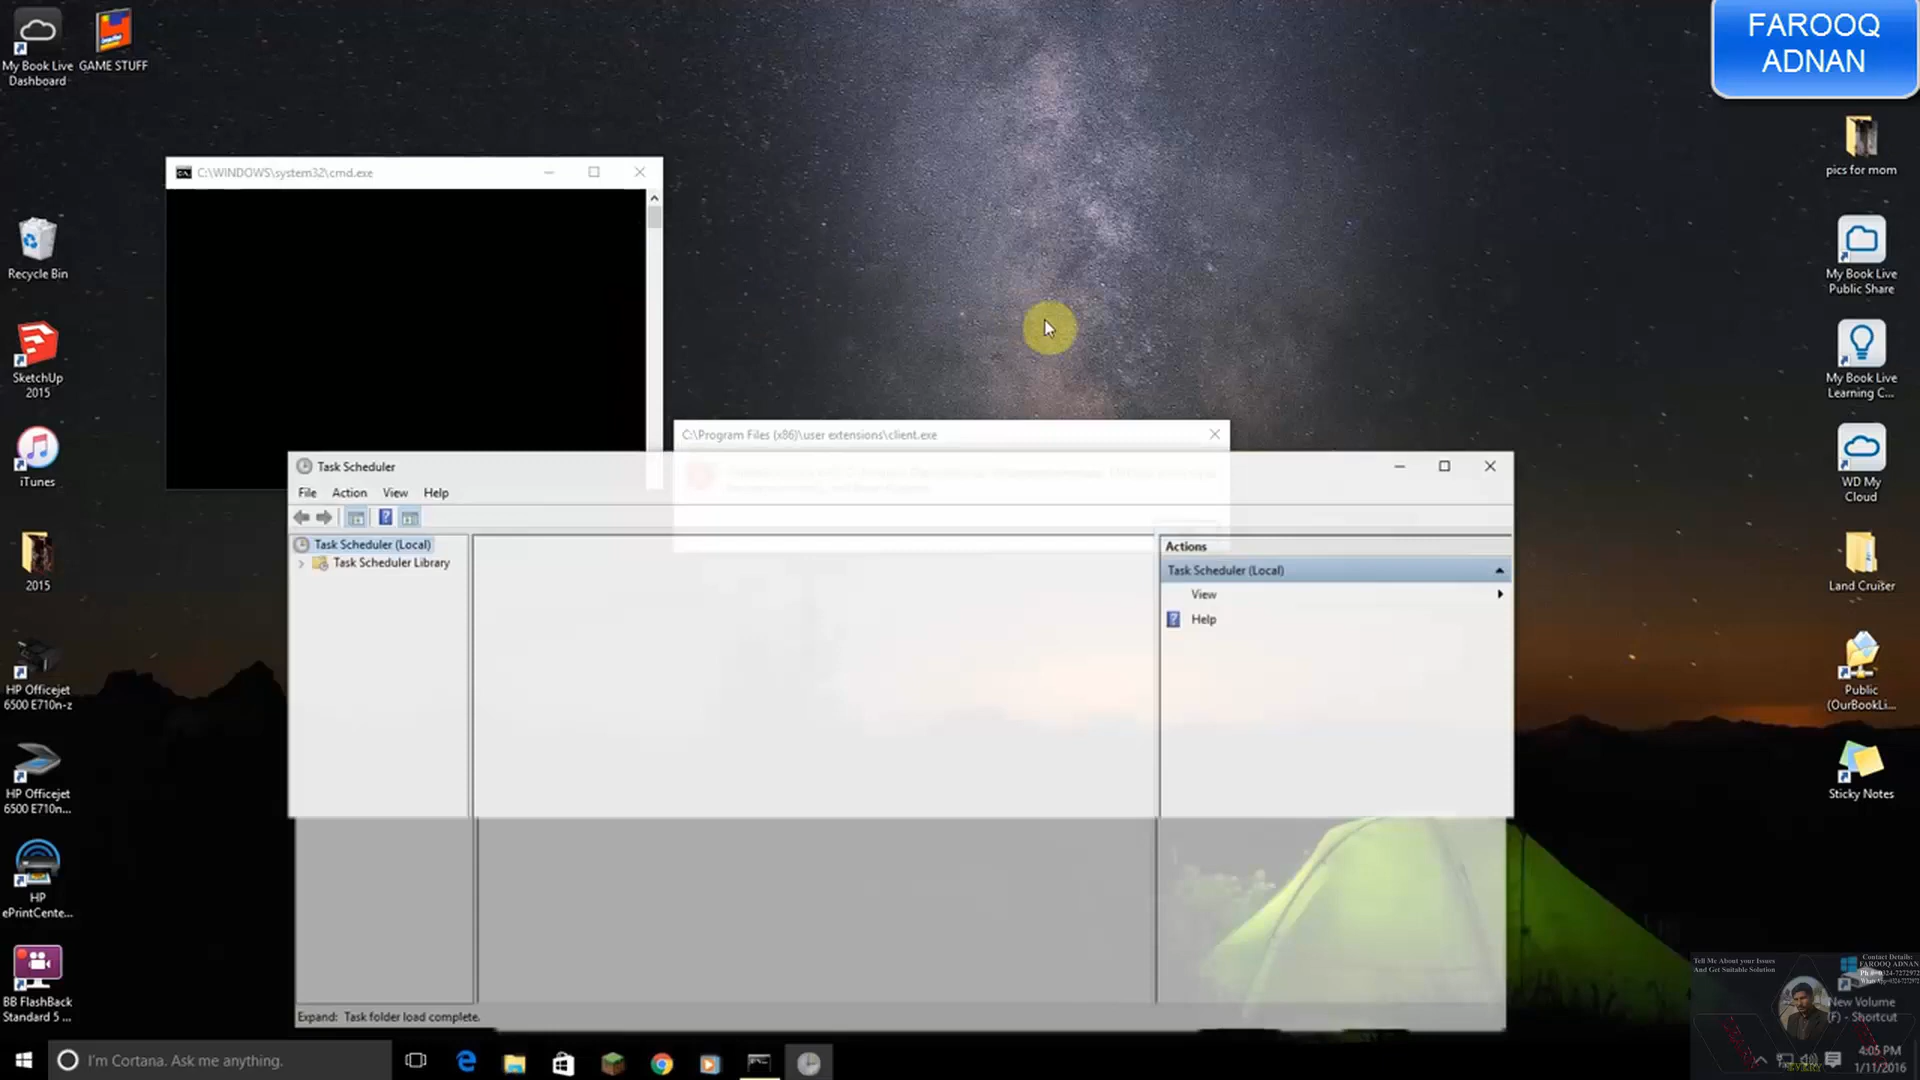 My Book Live
Dashboard
GAME STUFF
FAROOQ
ADNAN
C:\WINDOWS\system32\cmd.exe
pics for mom
Recycle Bin
My Book Live
Public Share
SketchUp
2015
My Book Live
Learning C...
C:\Program Files (x86)\user extensions\client.exe
Task Scheduler
File Action View Help
iTunes
WD My
Cloud
Task Scheduler (Local)
Task Scheduler Library
Actions
Task Scheduler (Local)
View
Help
2015
Land Cruiser
HP Officejet
6500 E710n-z
Public
(OurBookLi...
HP Officejet
6500 E710n...
Sticky Notes
HP
ePrintCente...
BB FlashBack
Standard 5 ...
Expand: Task folder load complete.
Tell Me About your Issues
And Get Suitable Solution
Contact Details:
FAROOQ ADNAN
New Volume
(F) - Shortcut
I'm Cortana. Ask me anything.
4:05 PM
1/11/2016